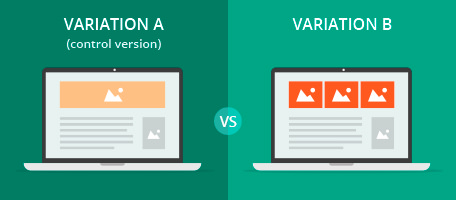 VARIATION A
(control version)
VS
VARIATION B